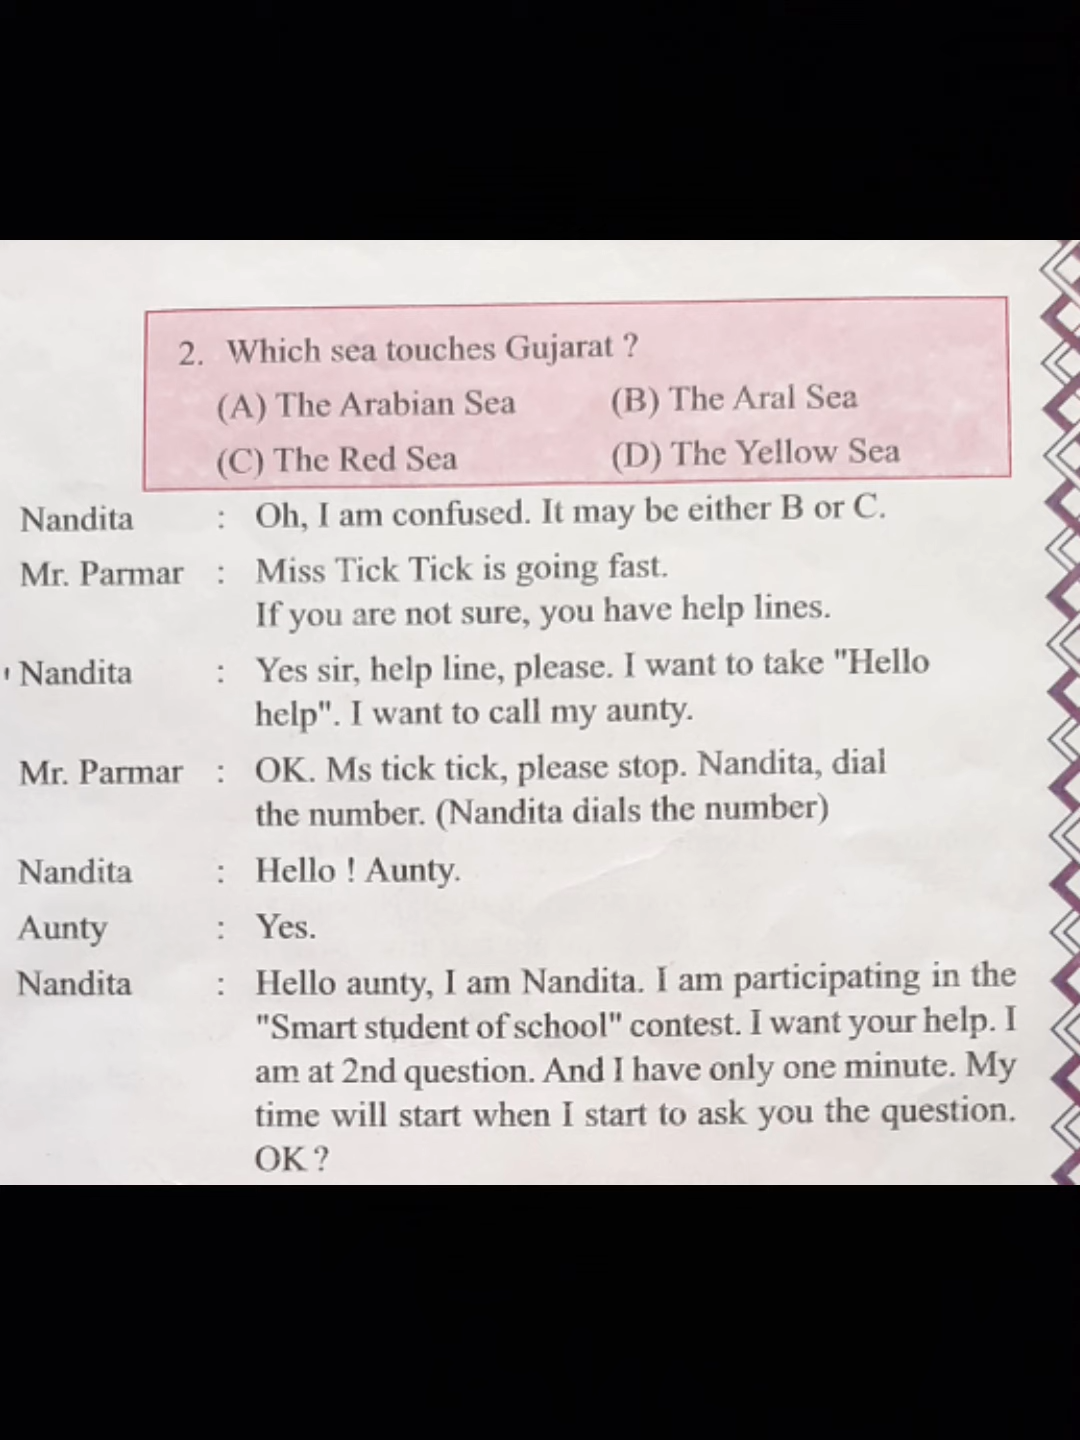 2. Which sea touches Gujarat ?
(A) The Arabian Sea (B) The Aral Sea
(C) The Red Sea (D) The Yellow Sea
Nandita : Oh, I am confused. It may be either B or C.
Mr. Parmar : Miss Tick Tick is going fast.
If you are not sure, you have help lines.
Nandita : Yes sir, help line, please. I want to take "Hello
help". I want to call my aunty.
Mr. Parmar : OK. Ms tick tick, please stop. Nandita, dial
the number. (Nandita dials the number)
Nandita : Hello ! Aunty.
Aunty : Yes.
Nandita : Hello aunty, I am Nandita. I am participating in the
"Smart student of school" contest. I want your help. I
am at 2nd question. And I have only one minute. My
time will start when I start to ask you the question.
OK ?